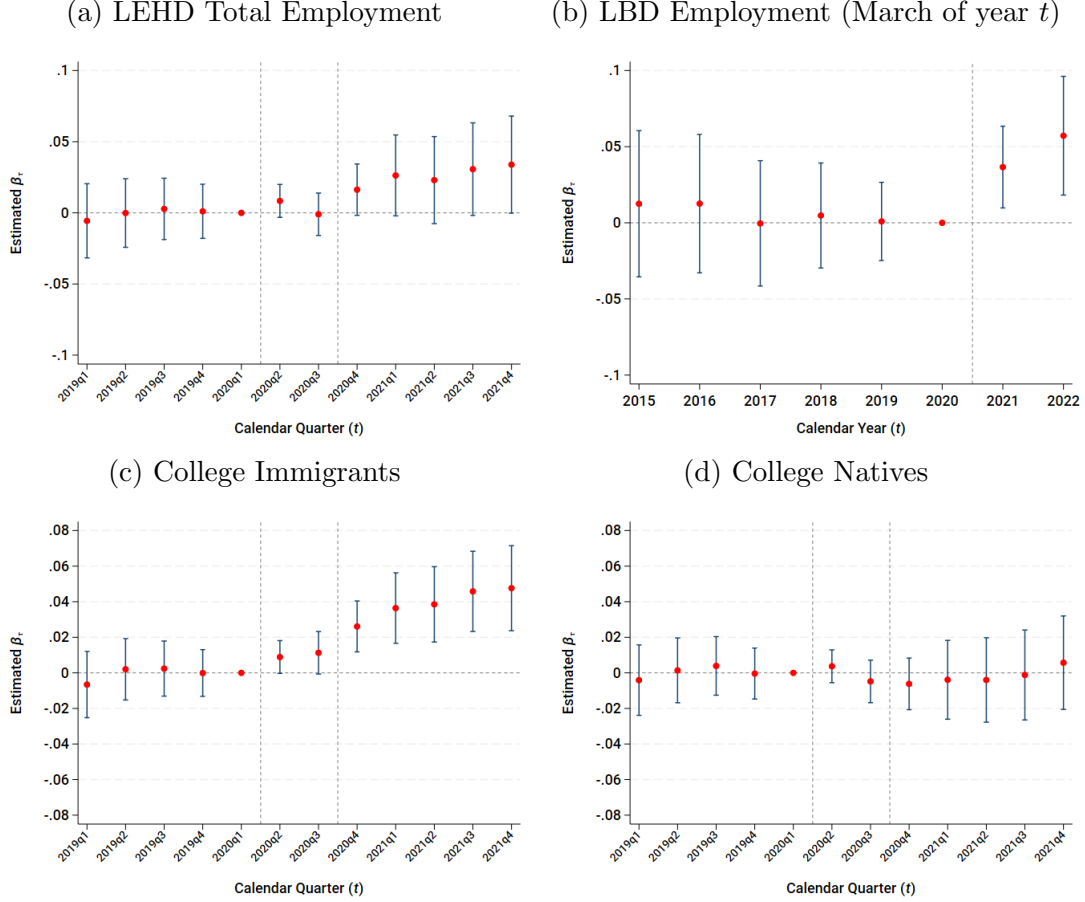 (a) LEHD Total Employment
.1
.05
0
-.05
-.1
Estimated βτ
2019q1
2019q2
2019q3
2019q4
2020q1
2020q2
2020q3
2020q4
2021q1
2021q2
2021q3
2021q4
Calendar Quarter (t)
(b) LBD Employment (March of year t)
.1
.05
0
-.05
-.1
Estimated βτ
2015
2016
2017
2018
2019
2020
2021
2022
Calendar Year (t)
(c) College Immigrants
.08
.06
.04
.02
0
-.02
-.04
-.06
-.08
Estimated βτ
2019q1
2019q2
2019q3
2019q4
2020q1
2020q2
2020q3
2020q4
2021q1
2021q2
2021q3
2021q4
Calendar Quarter (t)
(d) College Natives
.08
.06
.04
.02
0
-.02
-.04
-.06
-.08
Estimated βτ
2019q1
2019q2
2019q3
2019q4
2020q1
2020q2
2020q3
2020q4
2021q1
2021q2
2021q3
2021q4
Calendar Quarter (t)